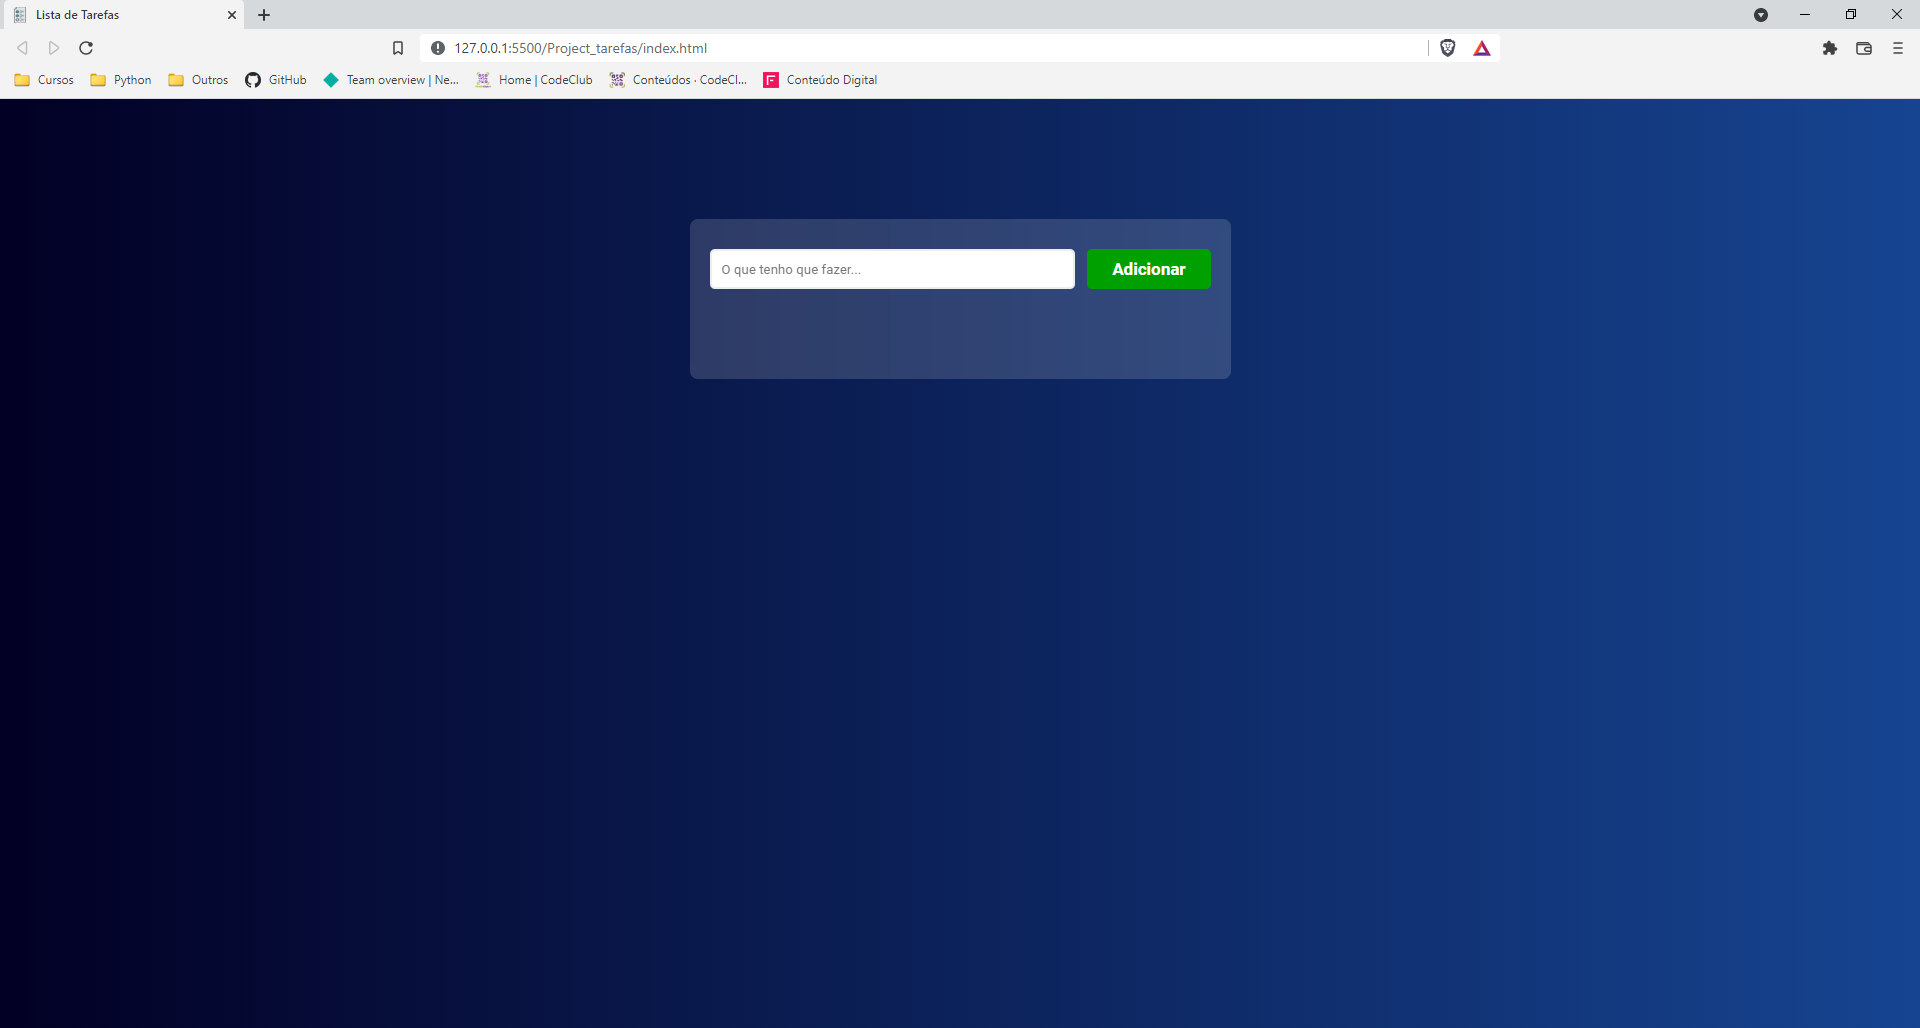 Lista de Tarefas
127.0.0.1:5500/Project_tarefas/index.html
Cursos Python Outros GitHub Team overview | Ne... Home | CodeClub Conteúdos · CodeCl... Conteúdo Digital
O que tenho que fazer... Adicionar